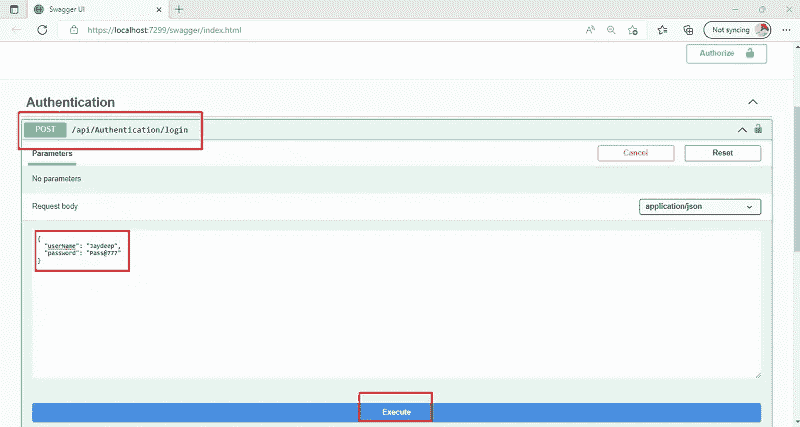 Swagger UI
https://localhost:7299/swagger/index.html
Not syncing
Authorize
Authentication
POST /api/Authentication/login
Parameters
Cancel
Reset
No parameters
Request body
application/json
{
"userName": "Jaydeep",
"password": "Pass@777"
}
Execute